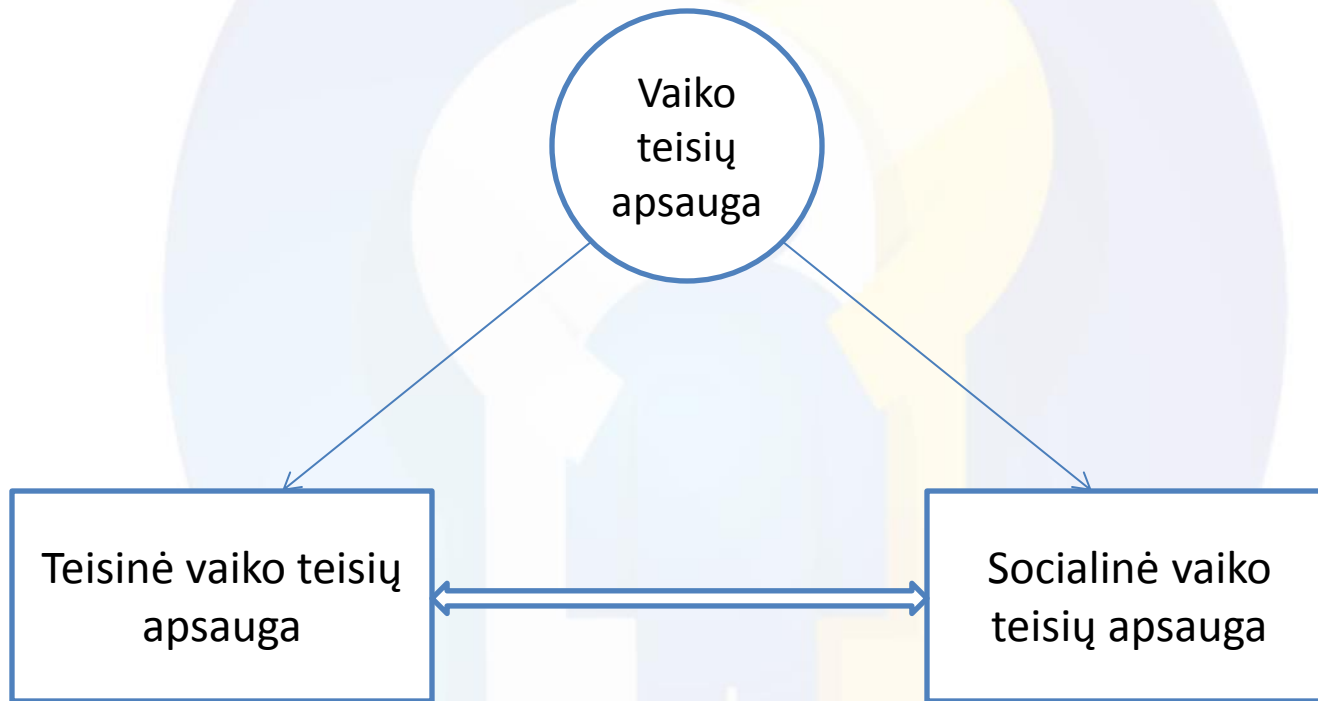 Vaiko
teisių
apsauga
Teisinė vaiko teisių
apsauga
Socialinė vaiko
teisių apsauga